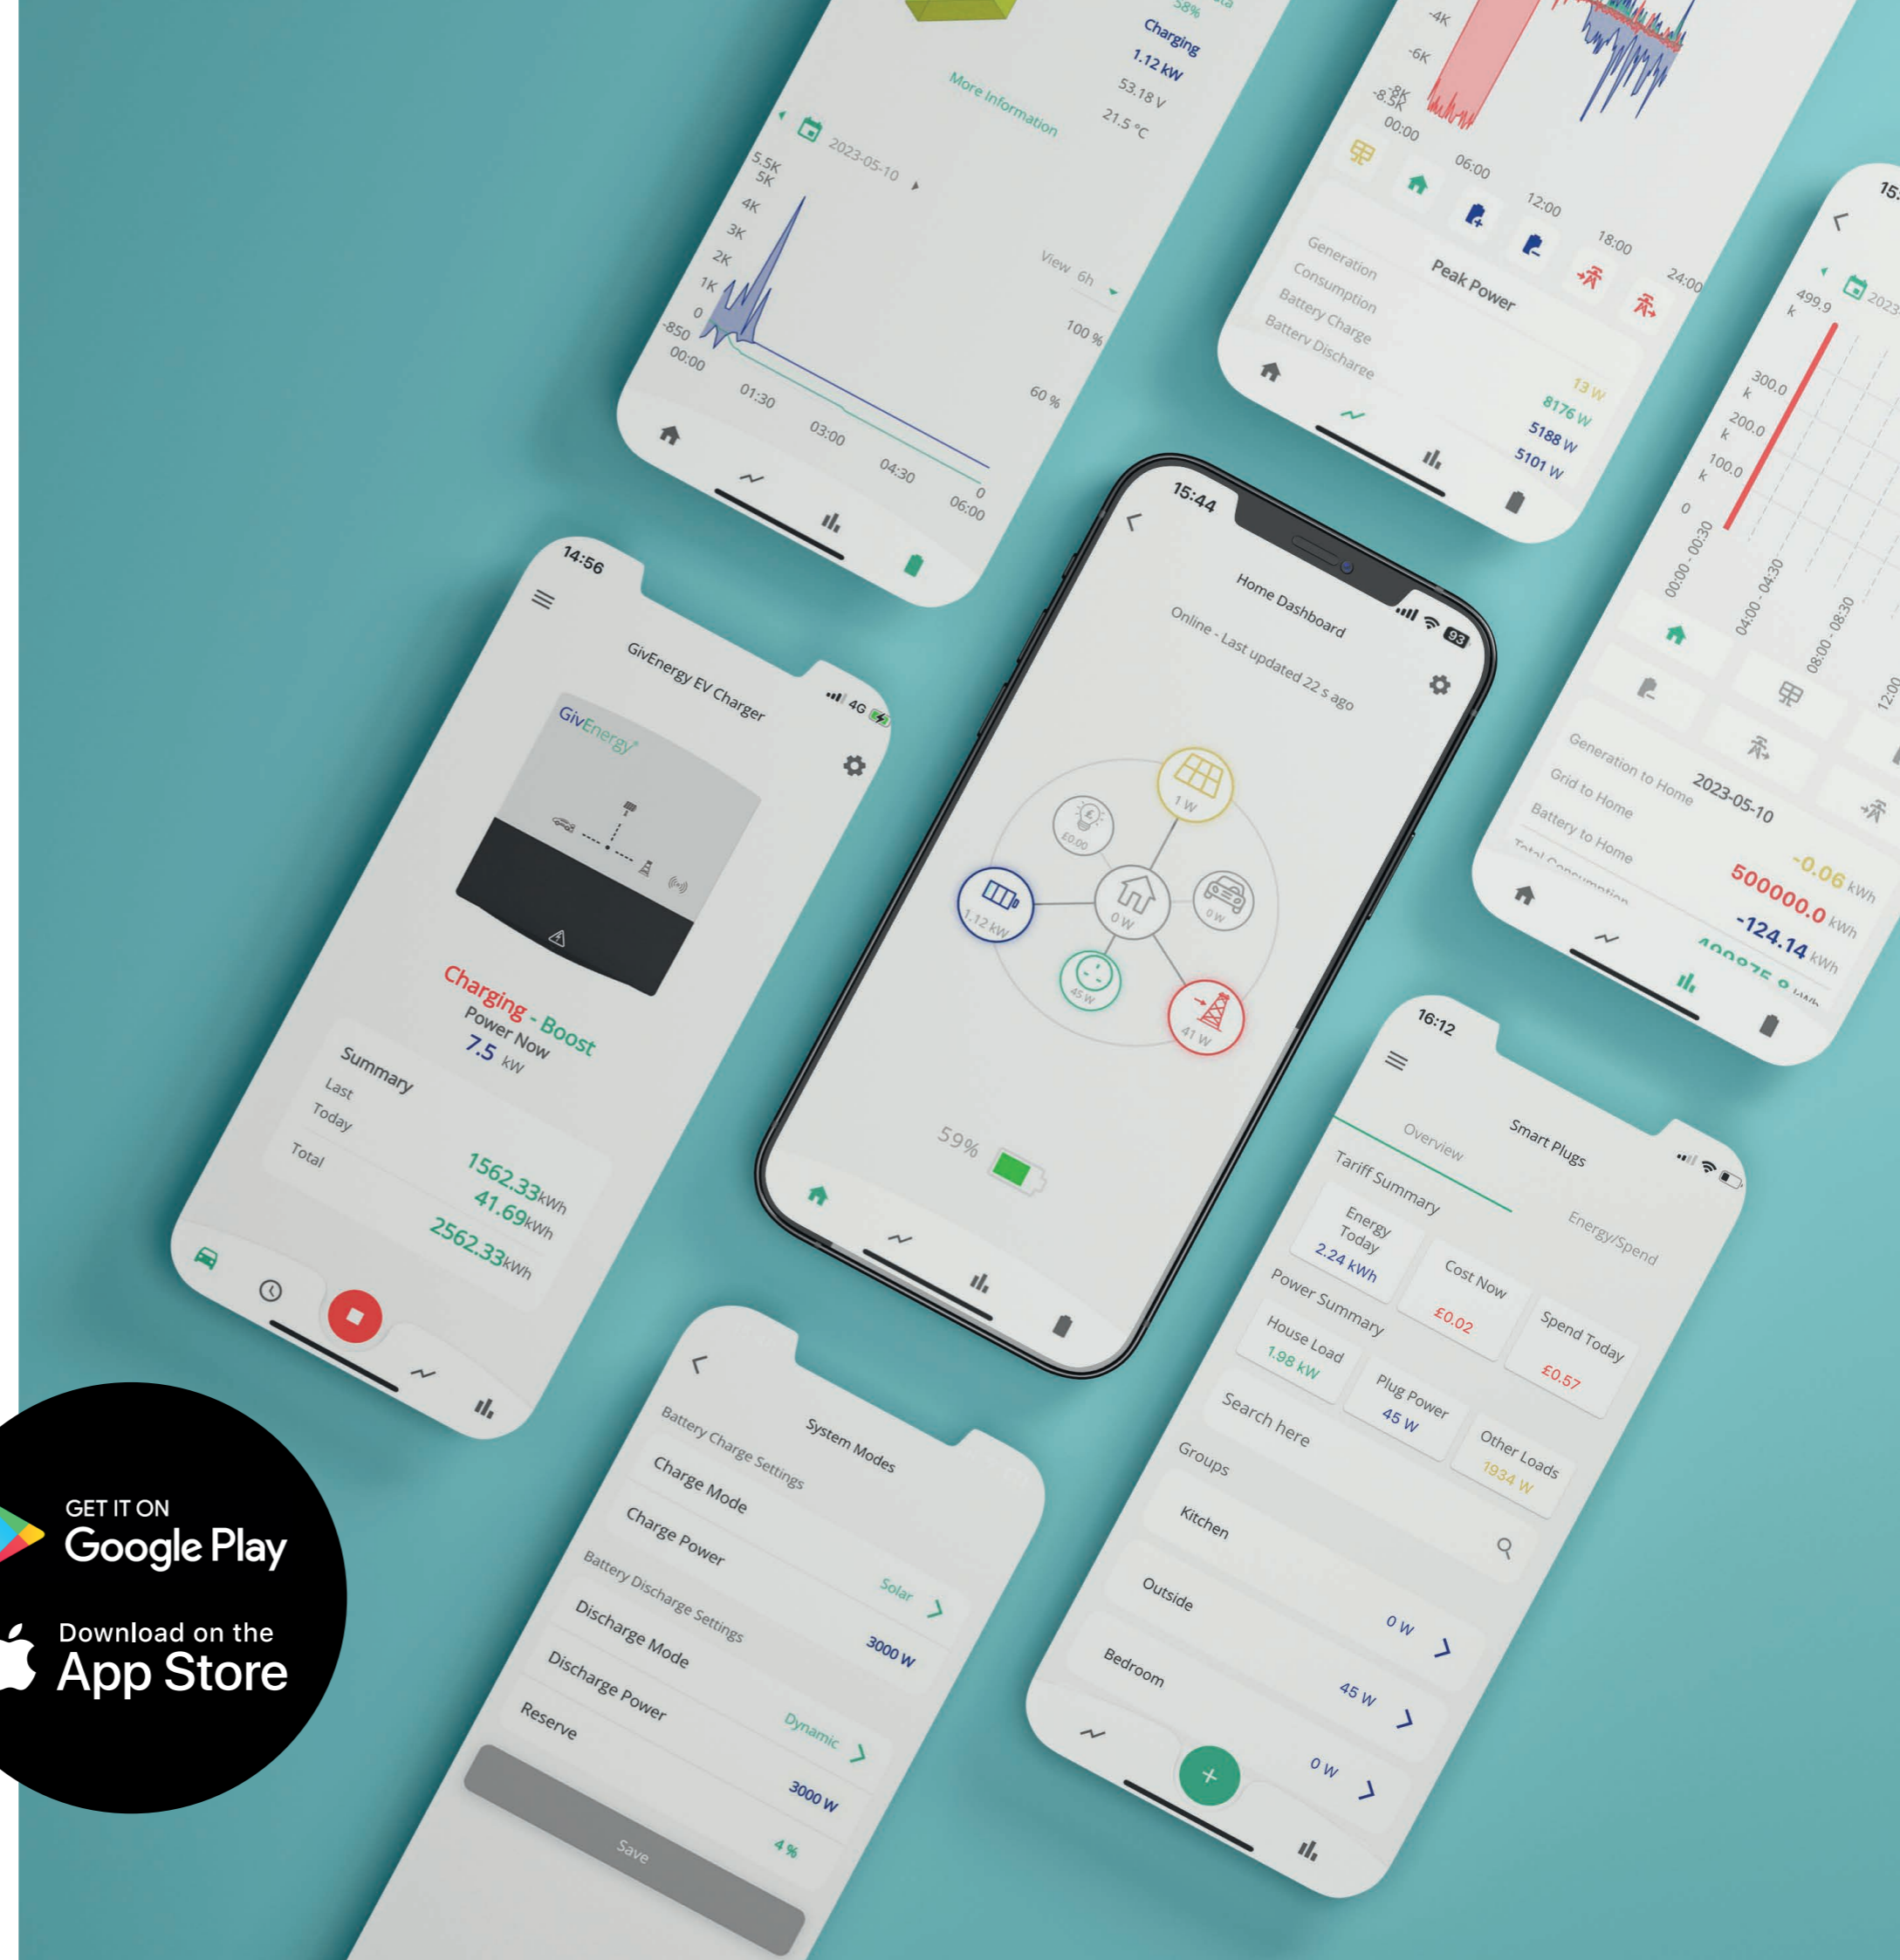 58%
Charging
1.12 kW
53.18 V
21.5 °C
More Information
2023-05-10
5.5K
5K
4K
3K
2K
1K
0
-850
00:00
01:30
03:00
04:30
06:00
View 6h
100 %
60 %
0
-4K
-6K
-8K
-8.5K
00:00
06:00
12:00
18:00
24:00
Peak Power
Generation
13 W
Consumption
8176 W
Battery Charge
5188 W
Battery Discharge
5101 W
15:
2023-
499.9
k
300.0
k
200.0
k
100.0
k
0
00:00 - 00:30
04:00 - 04:30
08:00 - 08:30
12:00
2023-05-10
Generation to Home
-0.06 kWh
Grid to Home
500000.0 kWh
Battery to Home
-124.14 kWh
Total Consumption
14:56
4G
GivEnergy EV Charger
GivEnergy
Charging - Boost
Power Now
7.5 kW
Summary
Last
1562.33kWh
Today
41.69kWh
Total
2562.33kWh
15:44
93
Home Dashboard
Online - Last updated 22 s ago
1 W
£0.00
1.12 kW
0 W
0 W
45 W
41 W
59%
System Modes
Battery Charge Settings
Charge Mode
Solar
Charge Power
3000 W
Battery Discharge Settings
Discharge Mode
Dynamic
Discharge Power
3000 W
Reserve
4 %
Save
16:12
Smart Plugs
Overview
Energy/Spend
Tariff Summary
Energy
Today
2.24 kWh
Cost Now
£0.02
Spend Today
£0.57
Power Summary
House Load
1.98 kW
Plug Power
45 W
Other Loads
1934 W
Search here
Groups
Kitchen
0 W
Outside
45 W
Bedroom
0 W
GET IT ON
Google Play
Download on the
App Store